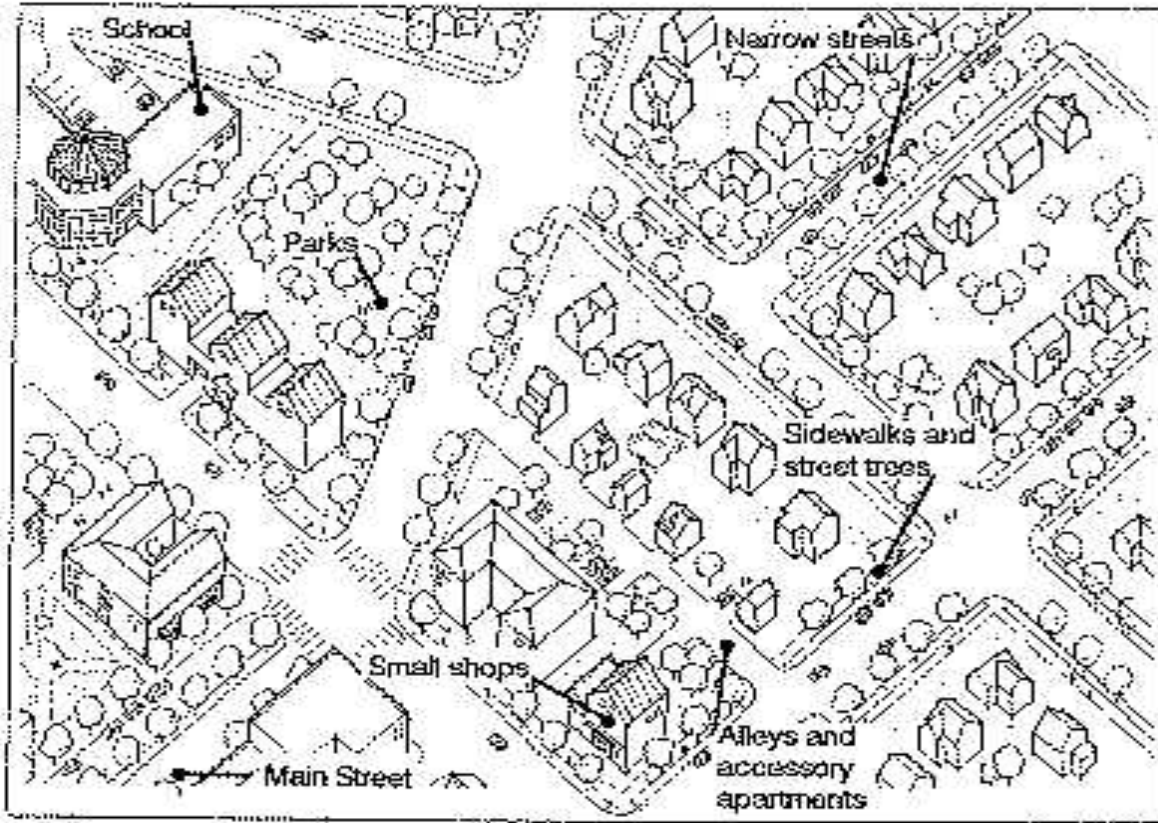 School
Narrow streets
Parks
Sidewalks and
street trees
Small shops
Main Street
Alleys and
accessory
apartments